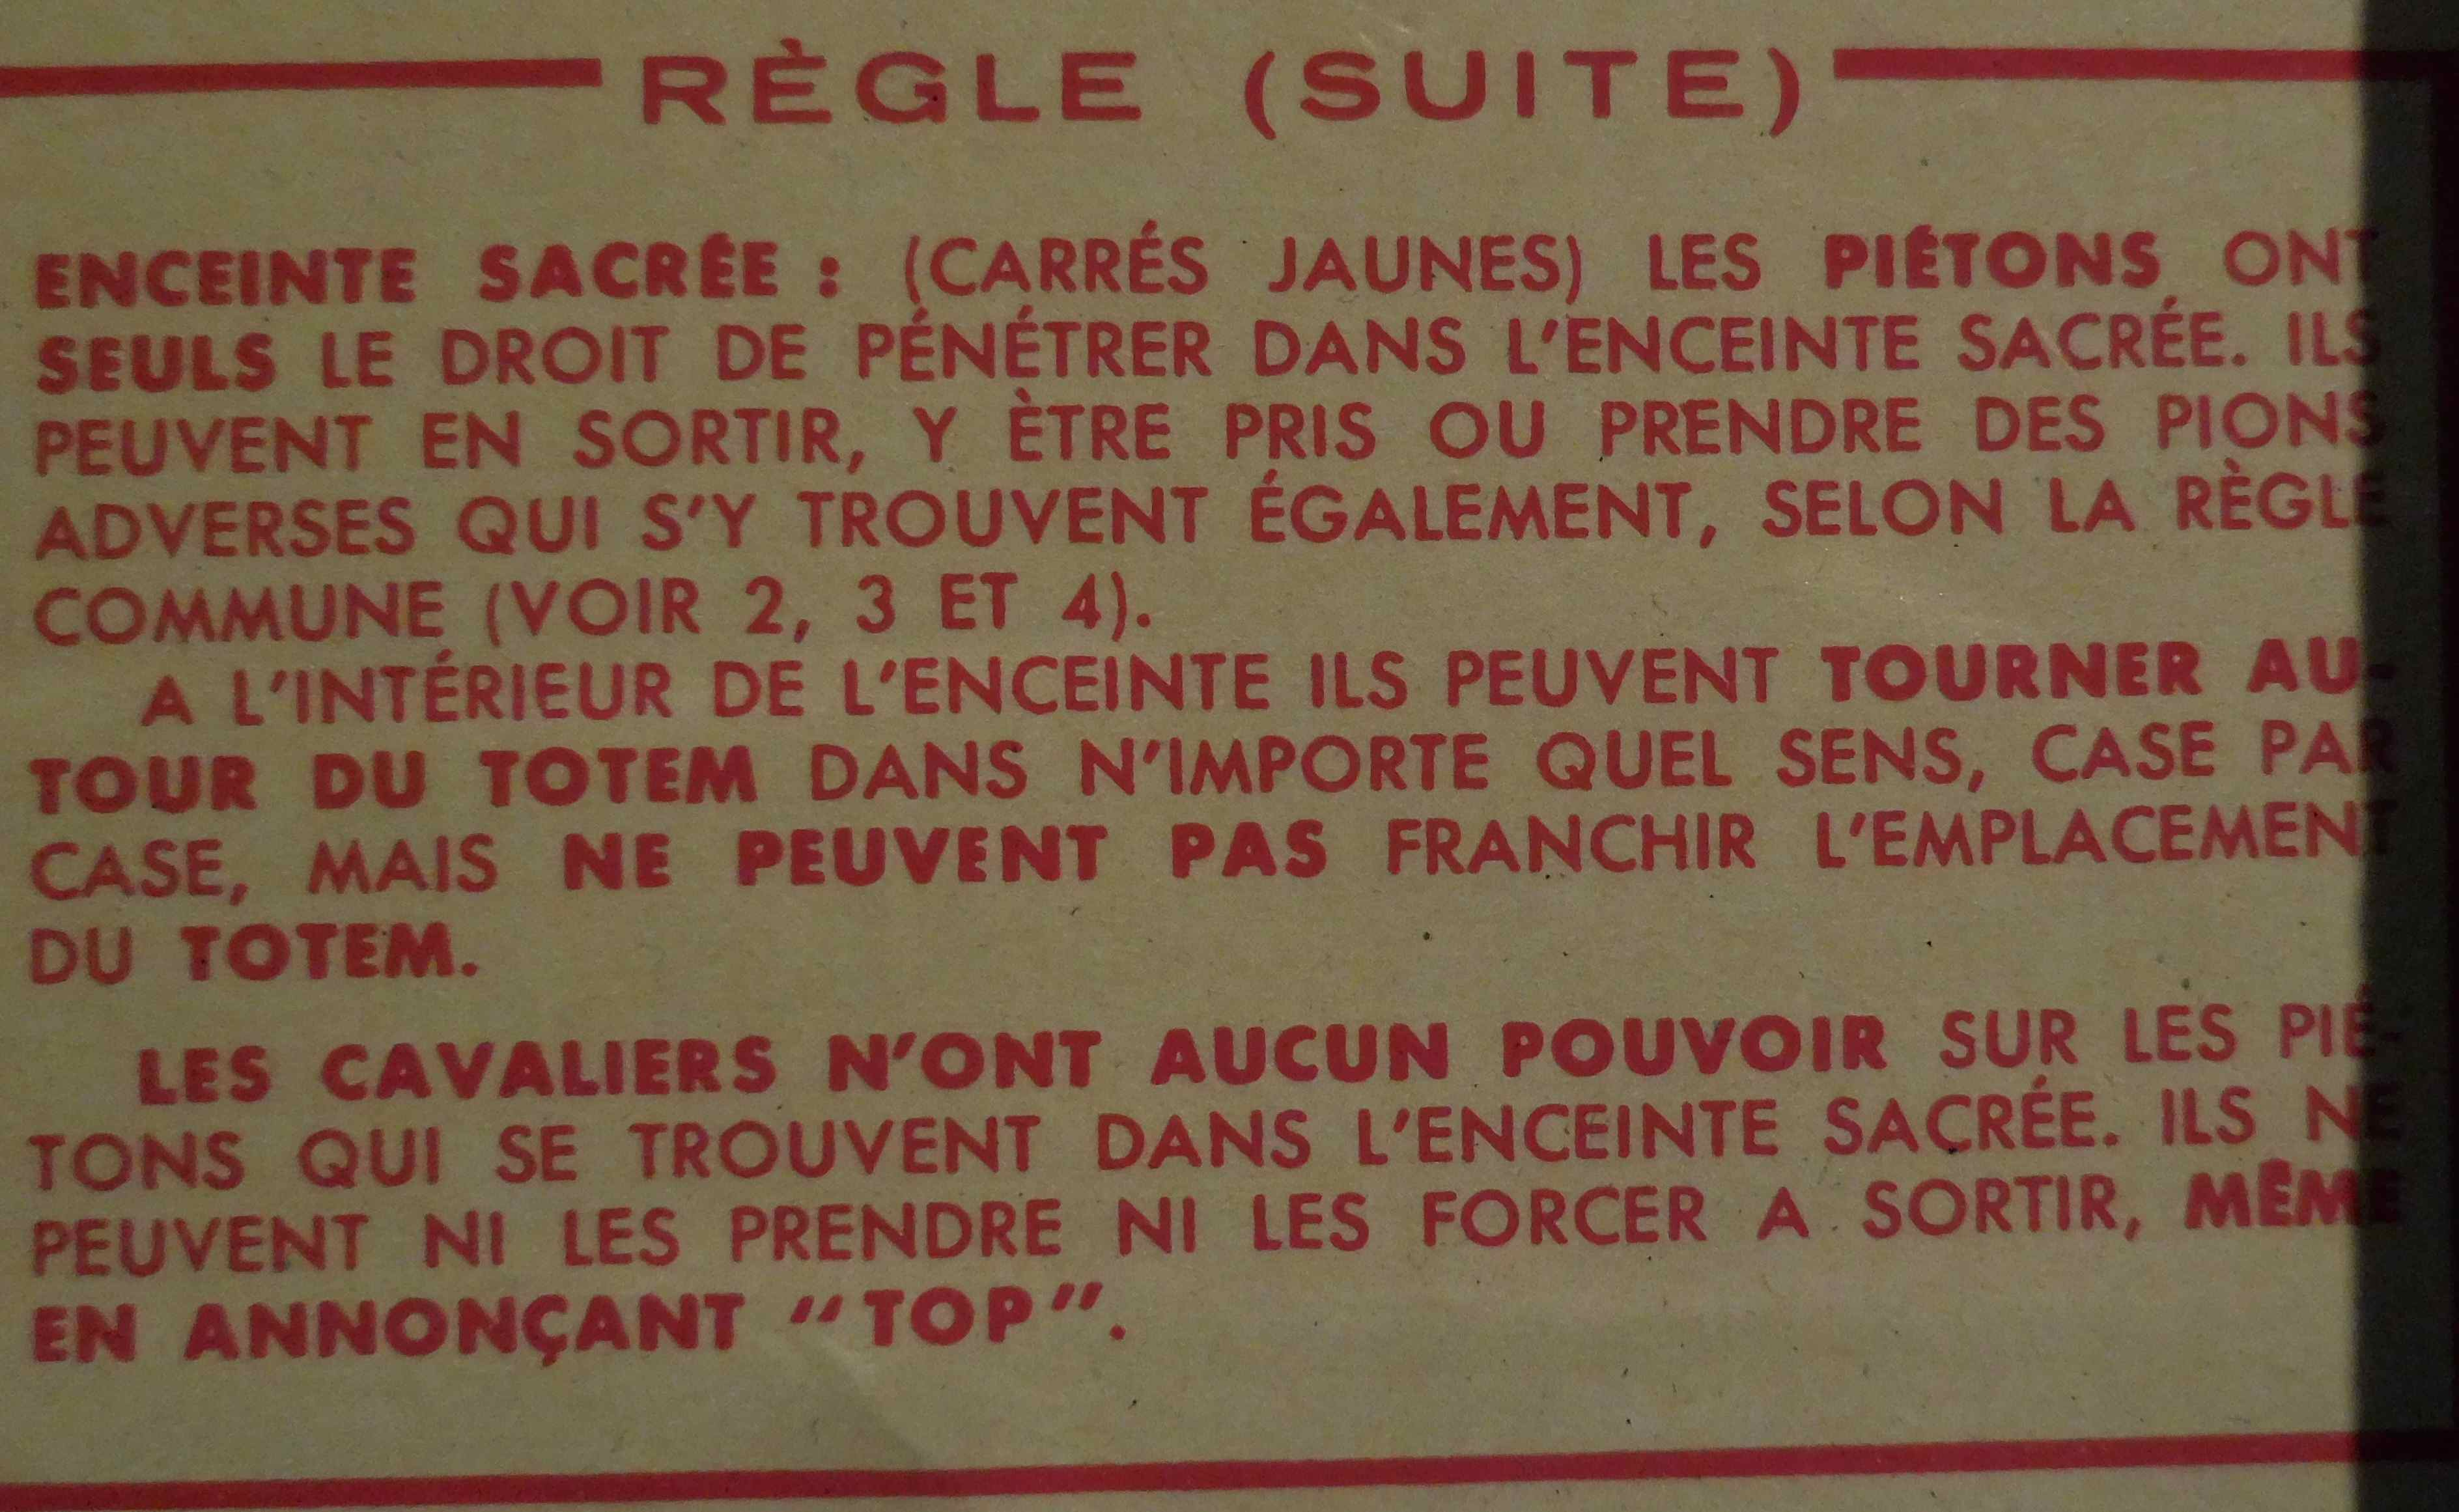 RÈGLE (SUITE)
ENCEINTE SACRÉE : (CARRÉS JAUNES) LES PIÉTONS ONT
SEULS LE DROIT DE PÉNÉTRER DANS L'ENCEINTE SACRÉE. ILS
PEUVENT EN SORTIR, Y ÈTRE PRIS OU PRENDRE DES PIONS
ADVERSES QUI S'Y TROUVENT ÉGALEMENT, SELON LA RÈGLE
COMMUNE (VOIR 2, 3 ET 4).
A L'INTÉRIEUR DE L'ENCEINTE ILS PEUVENT TOURNER AU-
TOUR DU TOTEM DANS N'IMPORTE QUEL SENS, CASE PAR
CASE, MAIS NE PEUVENT PAS FRANCHIR L'EMPLACEMENT
DU TOTEM.
LES CAVALIERS N'ONT AUCUN POUVOIR SUR LES PIÉ-
TONS QUI SE TROUVENT DANS L'ENCEINTE SACRÉE. ILS NE
PEUVENT NI LES PRENDRE NI LES FORCER A SORTIR, MÊME
EN ANNONÇANT "TOP".